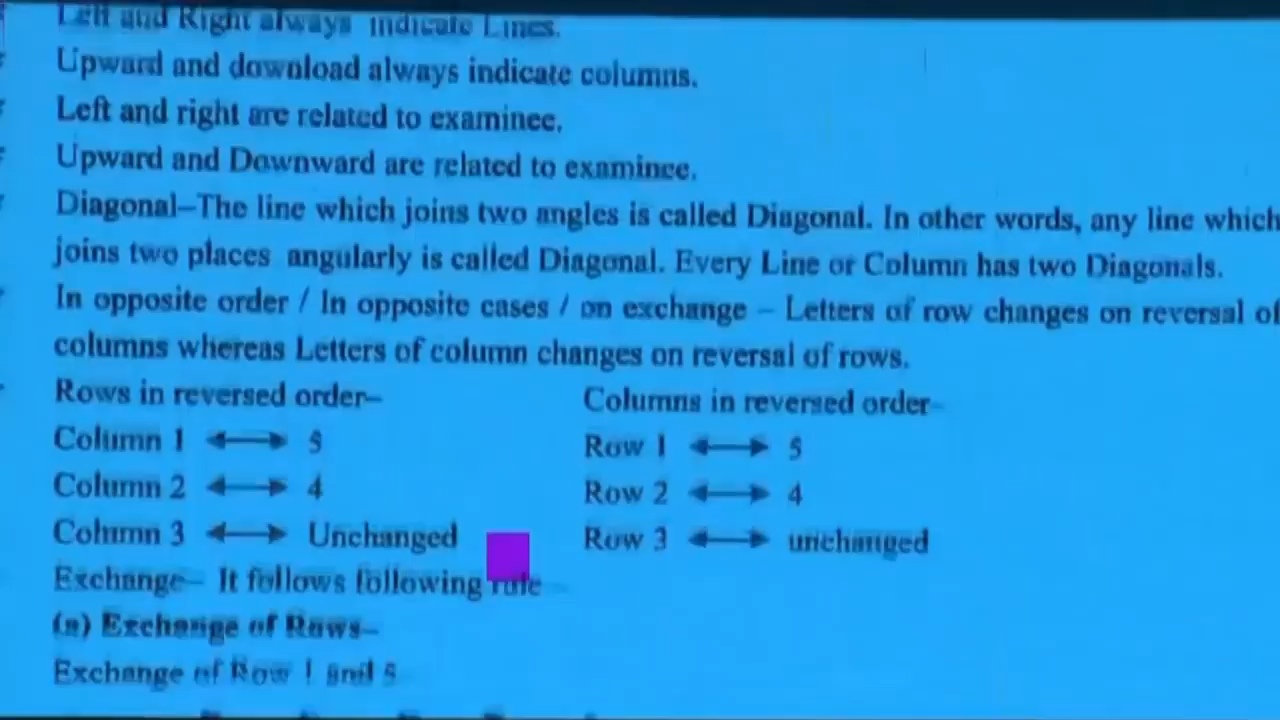 Left and Right always indicate Lines.
Upward and download always indicate columns.
Left and right are related to examinee.
Upward and Downward are related to examinee.
Diagonal–The line which joins two angles is called Diagonal. In other words, any line which
joins two places angularly is called Diagonal. Every Line or Column has two Diagonals.
In opposite order / In opposite cases / on exchange – Letters of row changes on reversal of
columns whereas Letters of column changes on reversal of rows.
Rows in reversed order– Columns in reversed order–
Column 1 ↔ 5 Row 1 ↔ 5
Column 2 ↔ 4 Row 2 ↔ 4
Column 3 ↔ Unchanged Row 3 ↔ unchanged
Exchange– It follows following rule –
(a) Exchange of Rows–
Exchange of Row 1 and 5